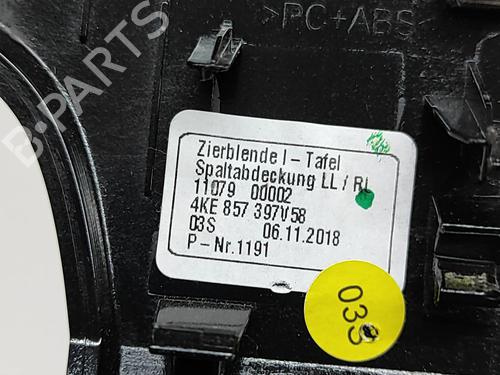 >PC+ABS<
B-PARTS
Zierblende I - Tafel
Spaltabdeckung LL / RL
11079 00002
4KE 857 397V58
03S 06.11.2018
P-Nr.1191
03S